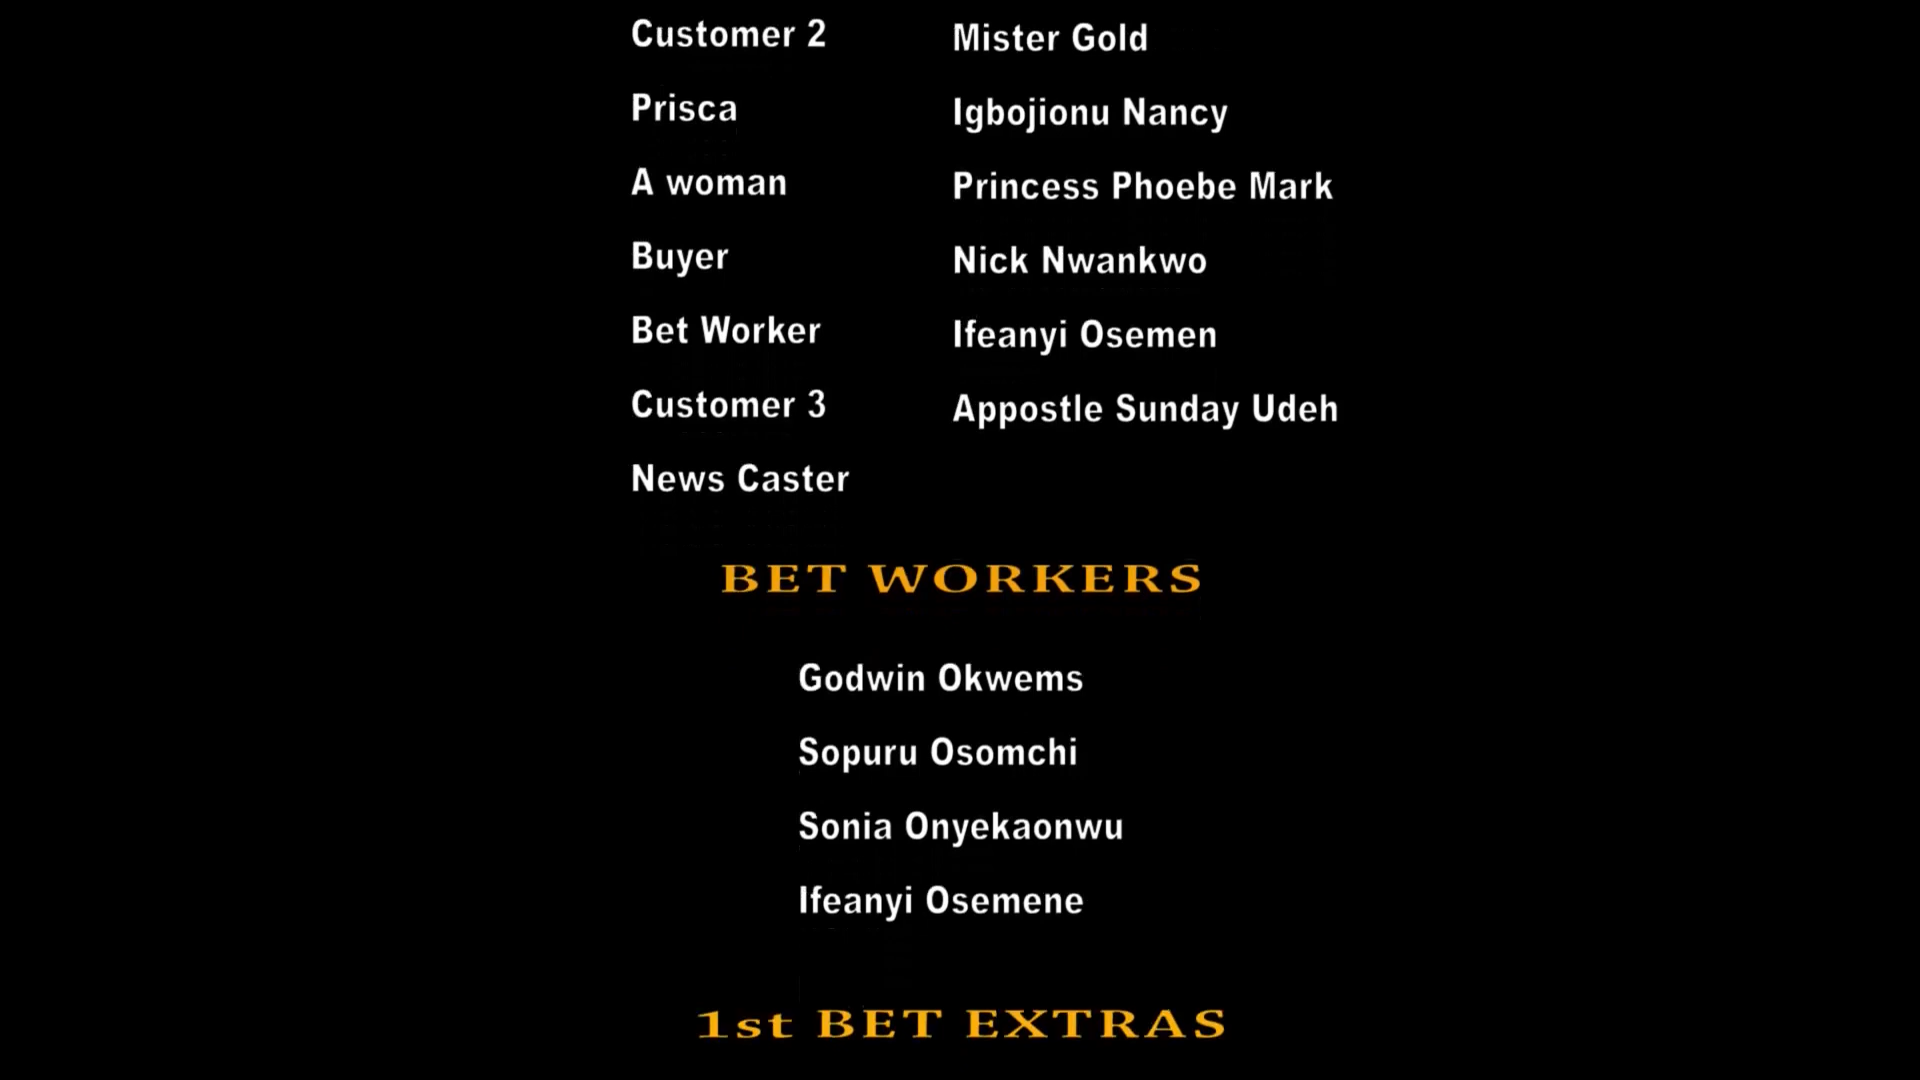 Customer 2 Mister Gold
Prisca Igbojionu Nancy
A woman Princess Phoebe Mark
Buyer Nick Nwankwo
Bet Worker Ifeanyi Osemen
Customer 3 Appostle Sunday Udeh
News Caster
BET WORKERS
Godwin Okwems
Sopuru Osomchi
Sonia Onyekaonwu
Ifeanyi Osemene
1st BET EXTRAS